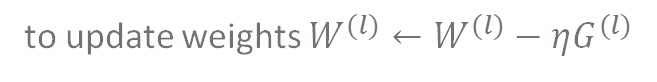 to update weights W^{(l)} ← W^{(l)} − ηG^{(l)}